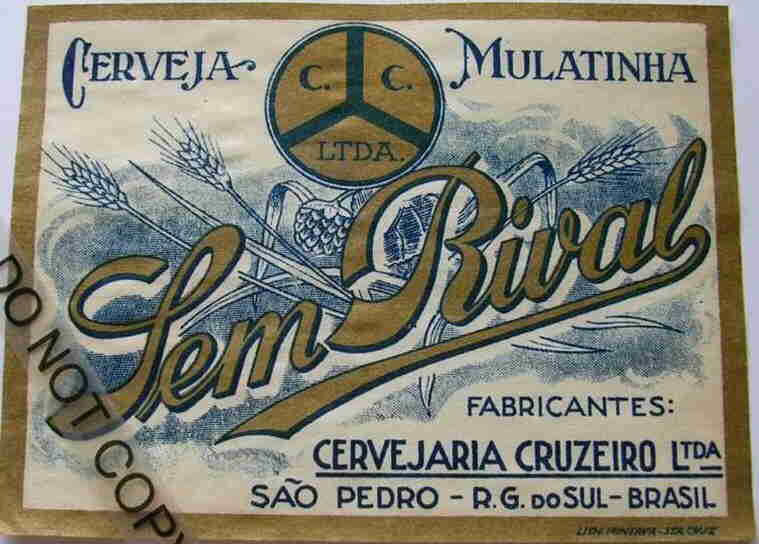 CERVEJA MULATINHA
C. C.
LTDA.
Sem Rival
FABRICANTES:
CERVEJARIA CRUZEIRO LTDA
SÃO PEDRO – R.G. DO SUL – BRASIL
DO NOT COPY